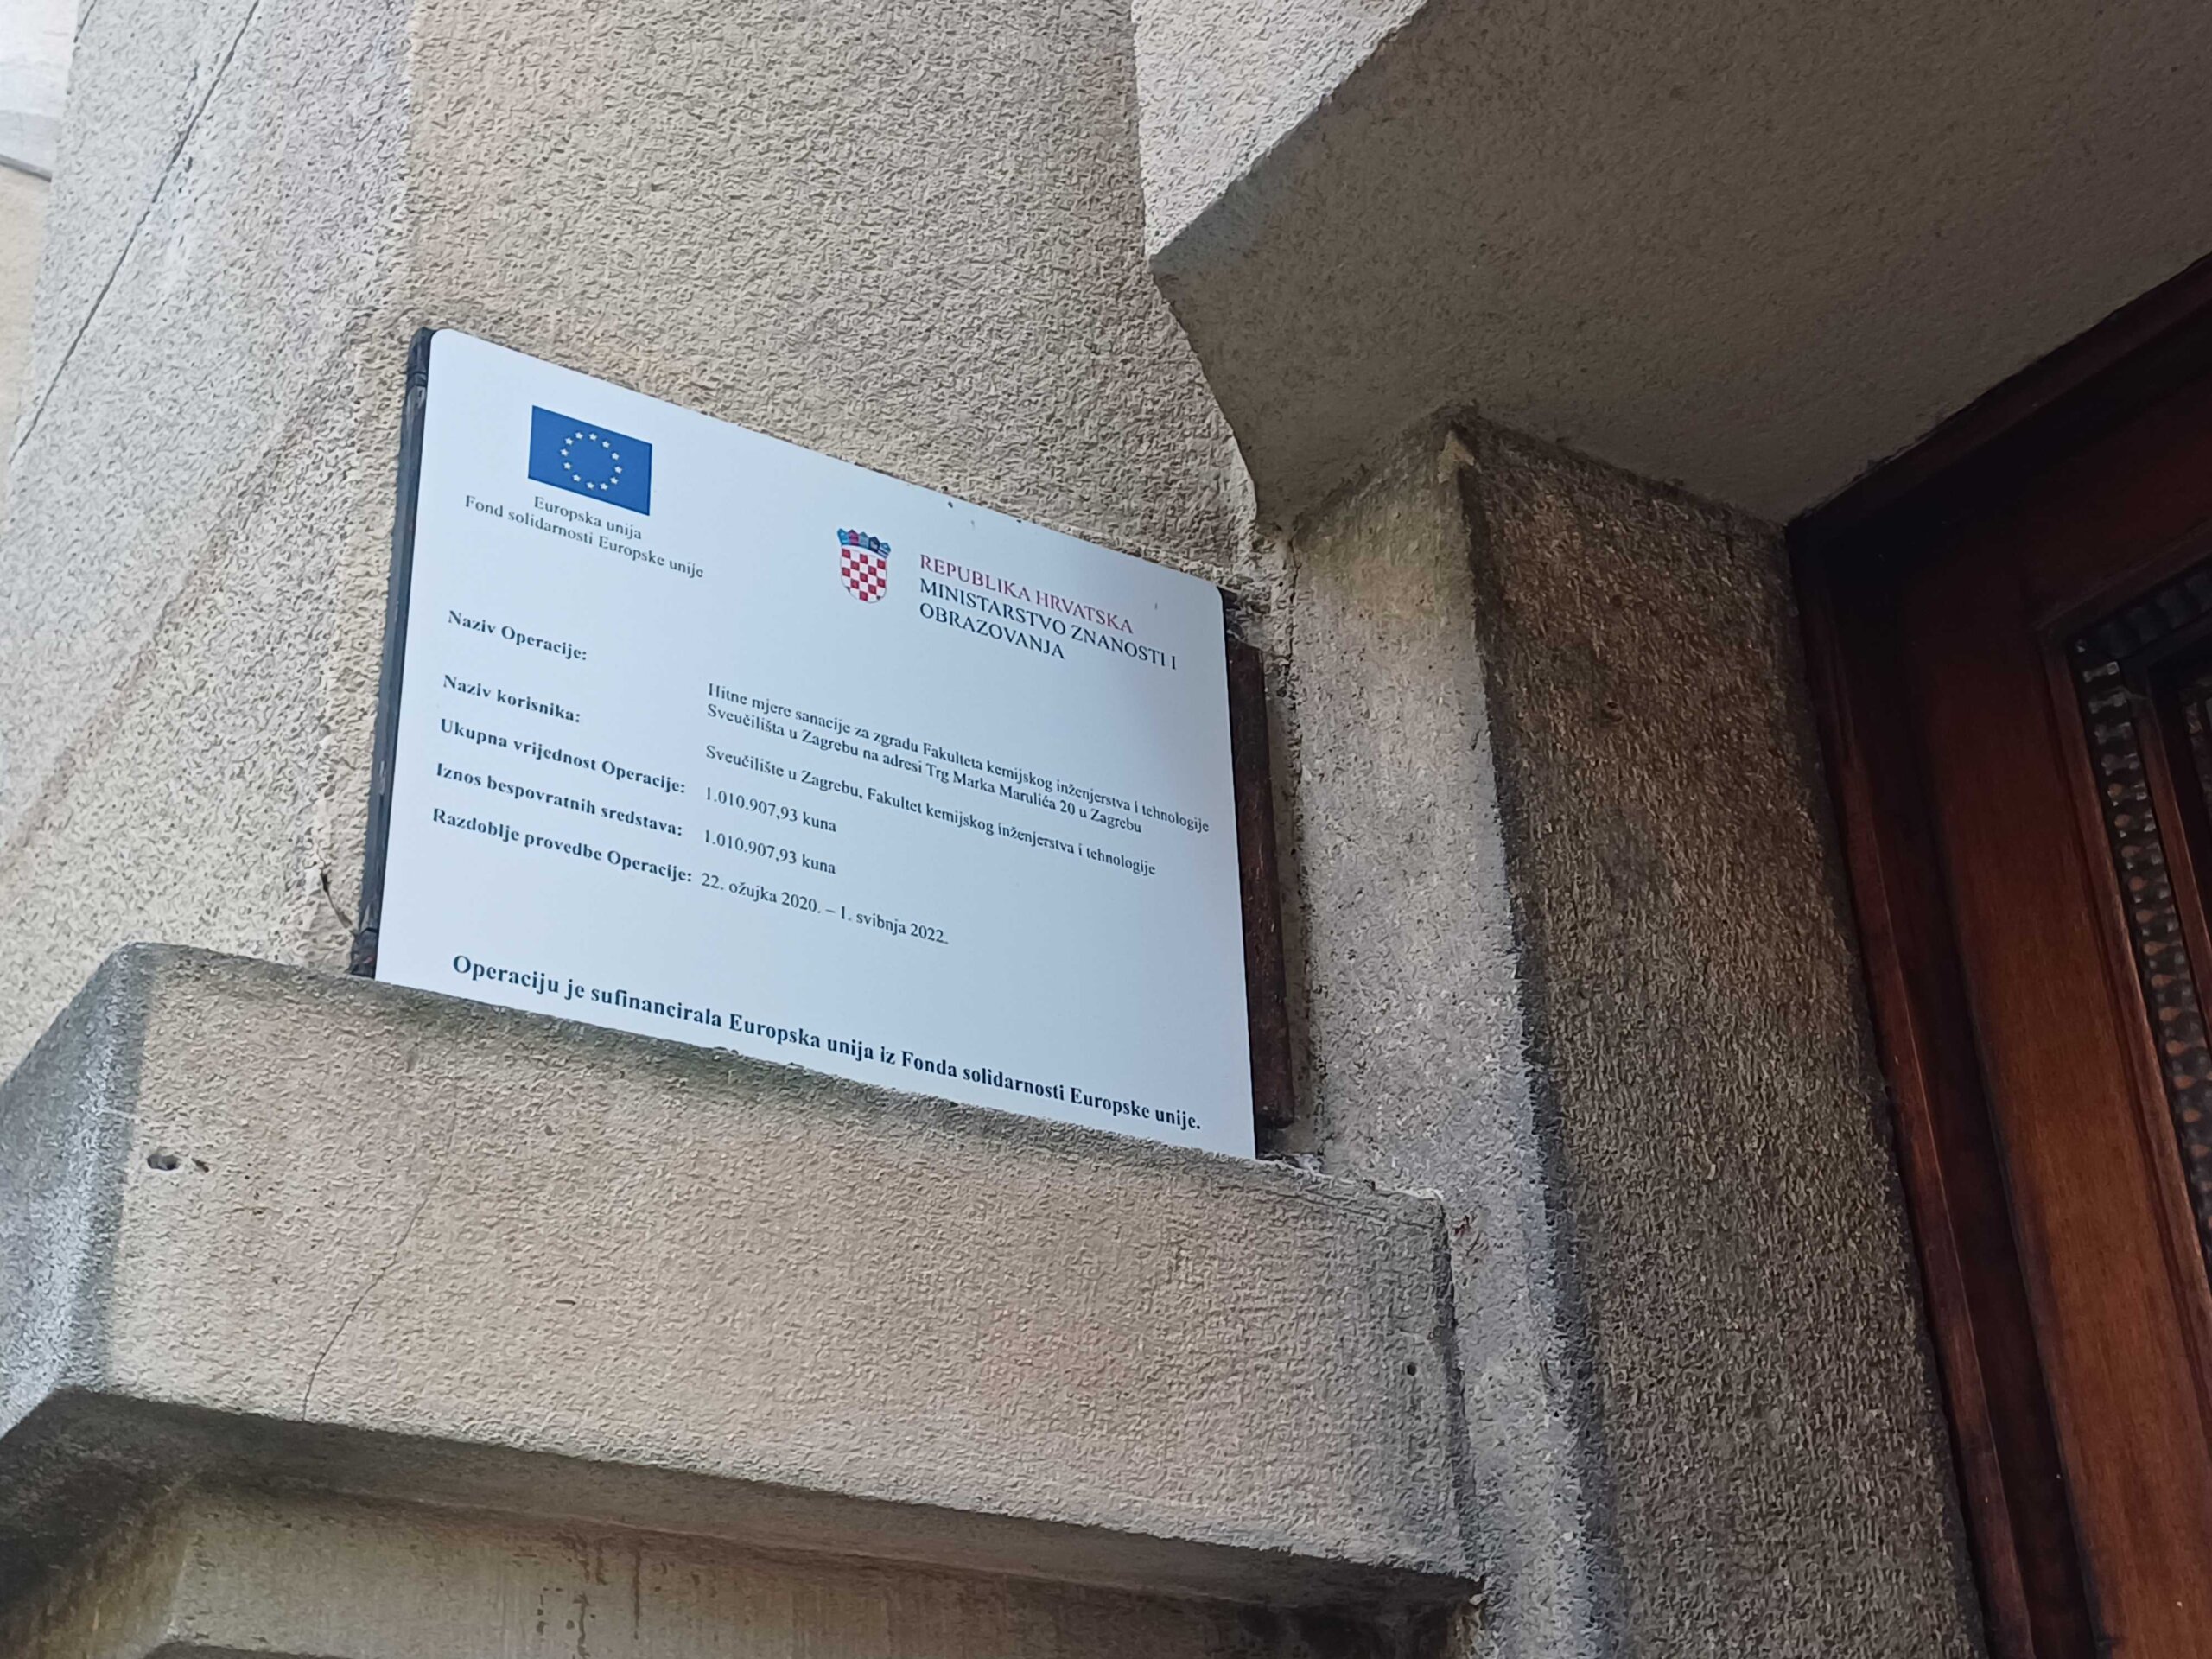 Europska unija
Fond solidarnosti Europske unije
REPUBLIKA HRVATSKA
MINISTARSTVO ZNANOSTI I
OBRAZOVANJA
Naziv Operacije:
Hitne mjere sanacije za zgradu Fakulteta kemijskog inženjerstva i tehnologije
Sveučilišta u Zagrebu na adresi Trg Marka Marulića 20 u Zagrebu
Naziv korisnika:
Sveučilište u Zagrebu, Fakultet kemijskog inženjerstva i tehnologije
Ukupna vrijednost Operacije: 1.010.907,93 kuna
Iznos bespovratnih sredstava: 1.010.907,93 kuna
Razdoblje provedbe Operacije: 22. ožujka 2020. – 1. svibnja 2022.
Operaciju je sufinancirala Europska unija iz Fonda solidarnosti Europske unije.